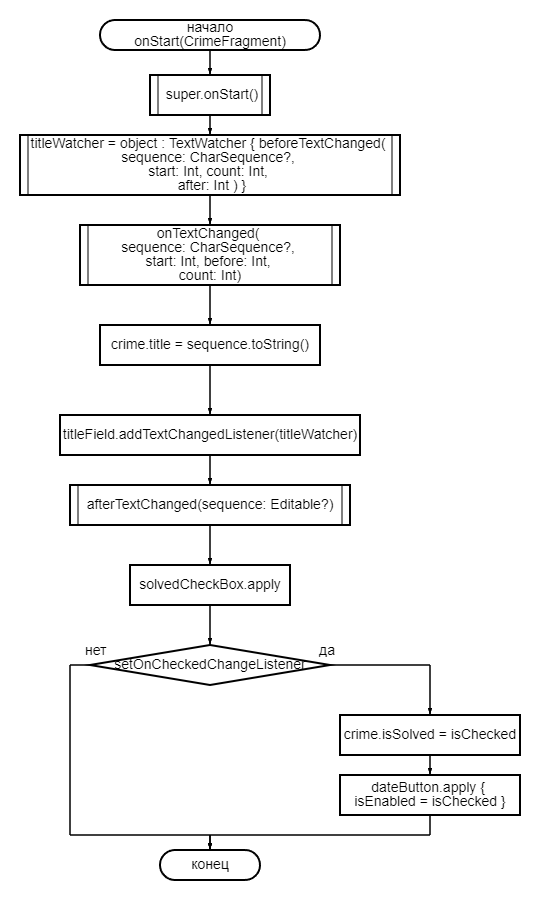 начало
onStart(CrimeFragment)
super.onStart()
titleWatcher = object : TextWatcher { beforeTextChanged(
sequence: CharSequence?,
start: Int, count: Int,
after: Int ) }
onTextChanged(
sequence: CharSequence?,
start: Int, before: Int,
count: Int)
crime.title = sequence.toString()
titleField.addTextChangedListener(titleWatcher)
afterTextChanged(sequence: Editable?)
solvedCheckBox.apply
нет
да
setOnCheckedChangeListener
crime.isSolved = isChecked
dateButton.apply {
isEnabled = isChecked }
конец